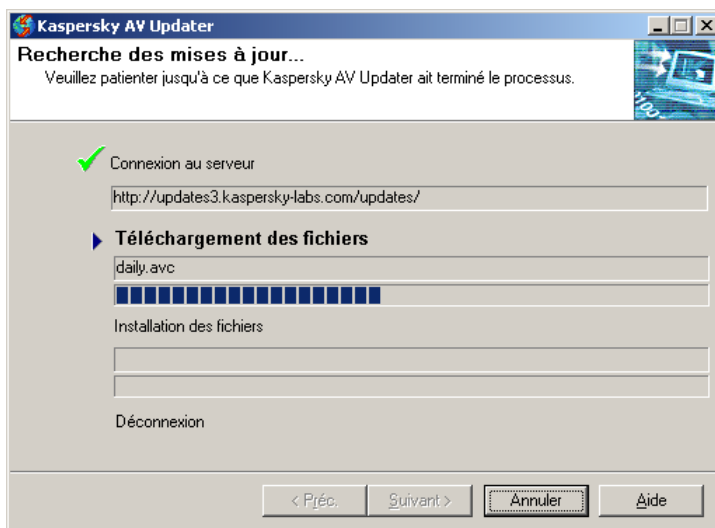 Kaspersky AV Updater
Recherche des mises à jour...
Veuillez patienter jusqu'à ce que Kaspersky AV Updater ait terminé le processus.
Connexion au serveur
http://updates3.kaspersky-labs.com/updates/
Téléchargement des fichiers
daily.avc
Installation des fichiers
Déconnexion
< Préc.
Suivant >
Annuler
Aide